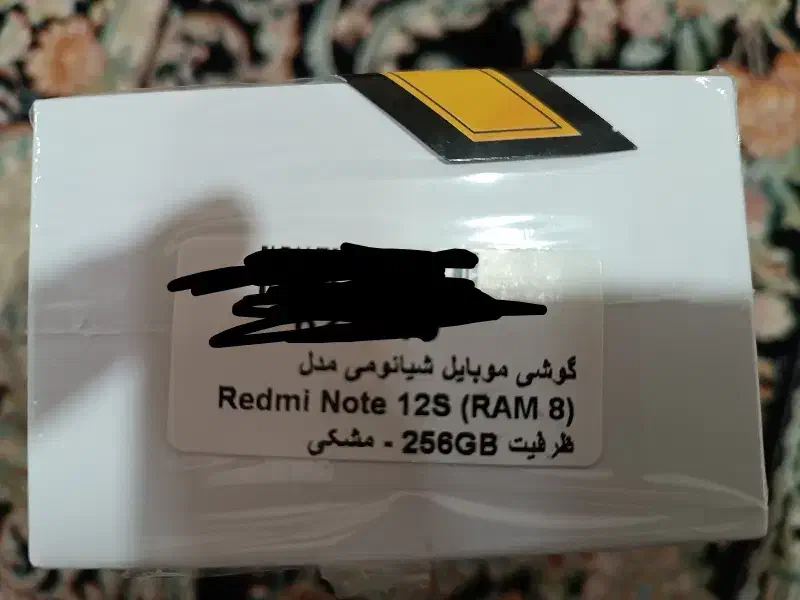 گوشی موبایل شیائومی مدل
Redmi Note 12S (RAM 8)
ظرفیت 256GB - مشکی